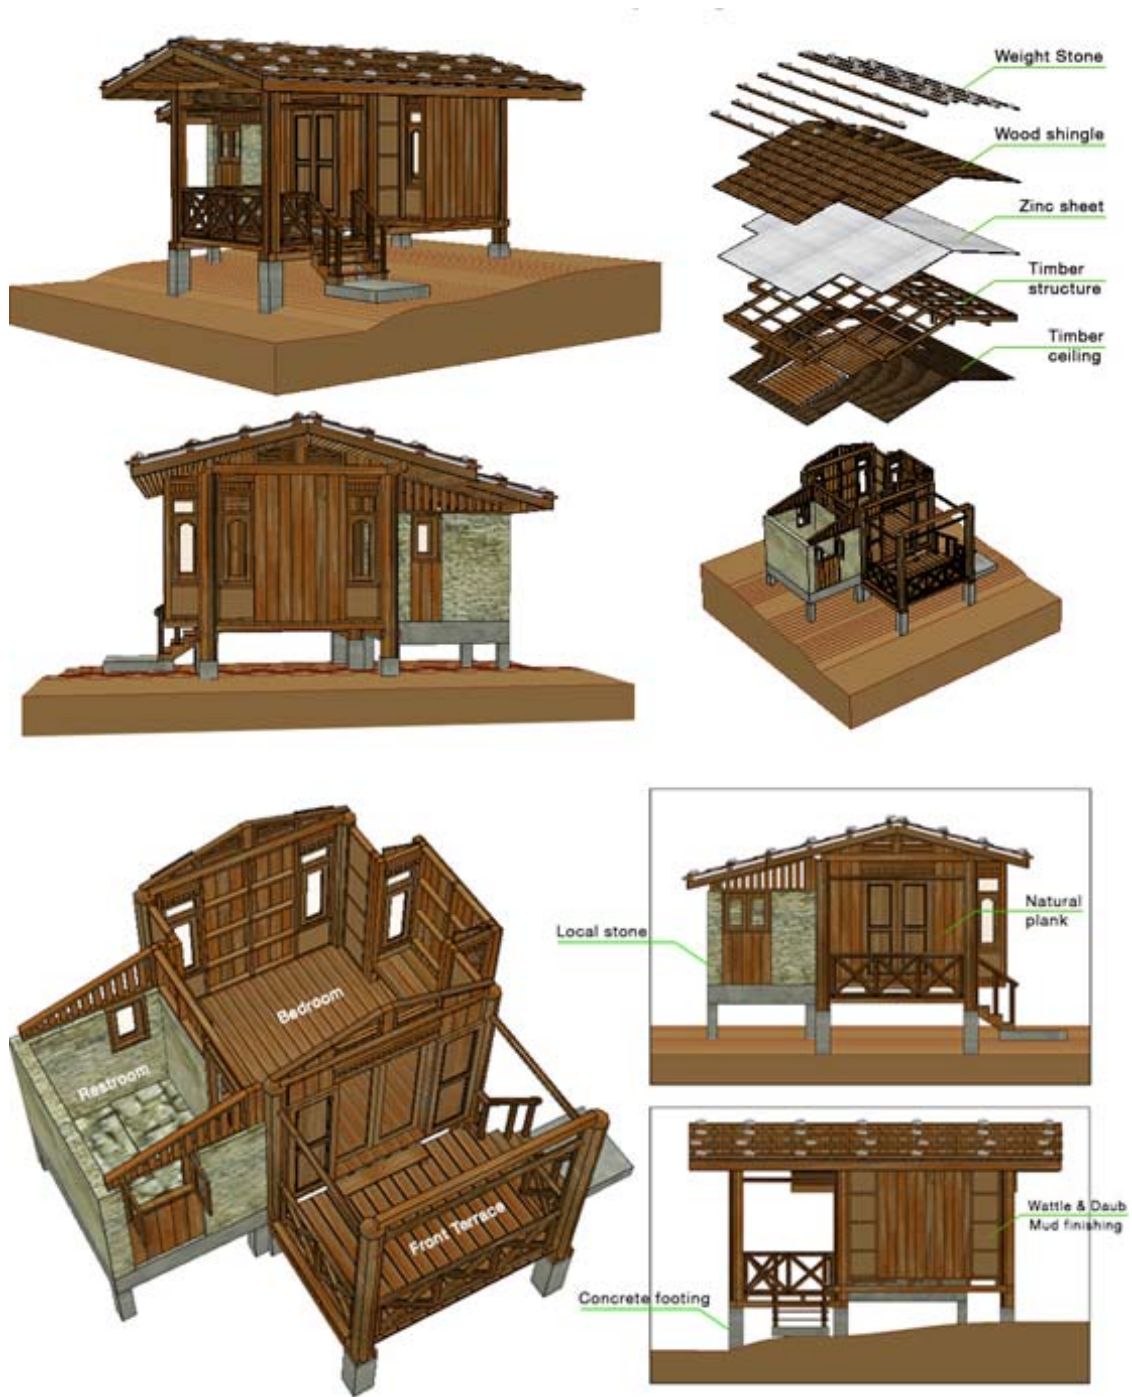 Weight Stone
Wood shingle
Zinc sheet
Timber
structure
Timber
ceiling
Bedroom
Restroom
Front Terrace
Local stone
Natural
plank
Wattle & Daub
Mud finishing
Concrete footing